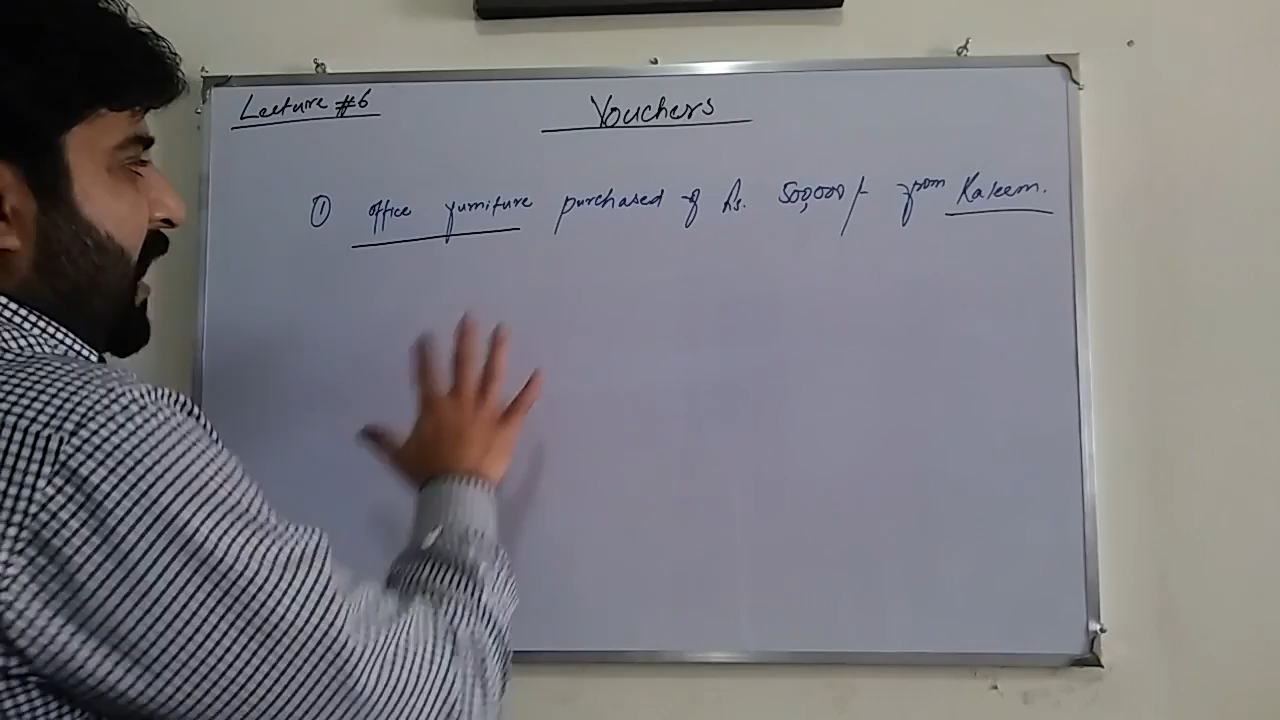 Lecture #6
Vouchers
① office furniture purchased of Rs. 500,000/- from Kaleem.